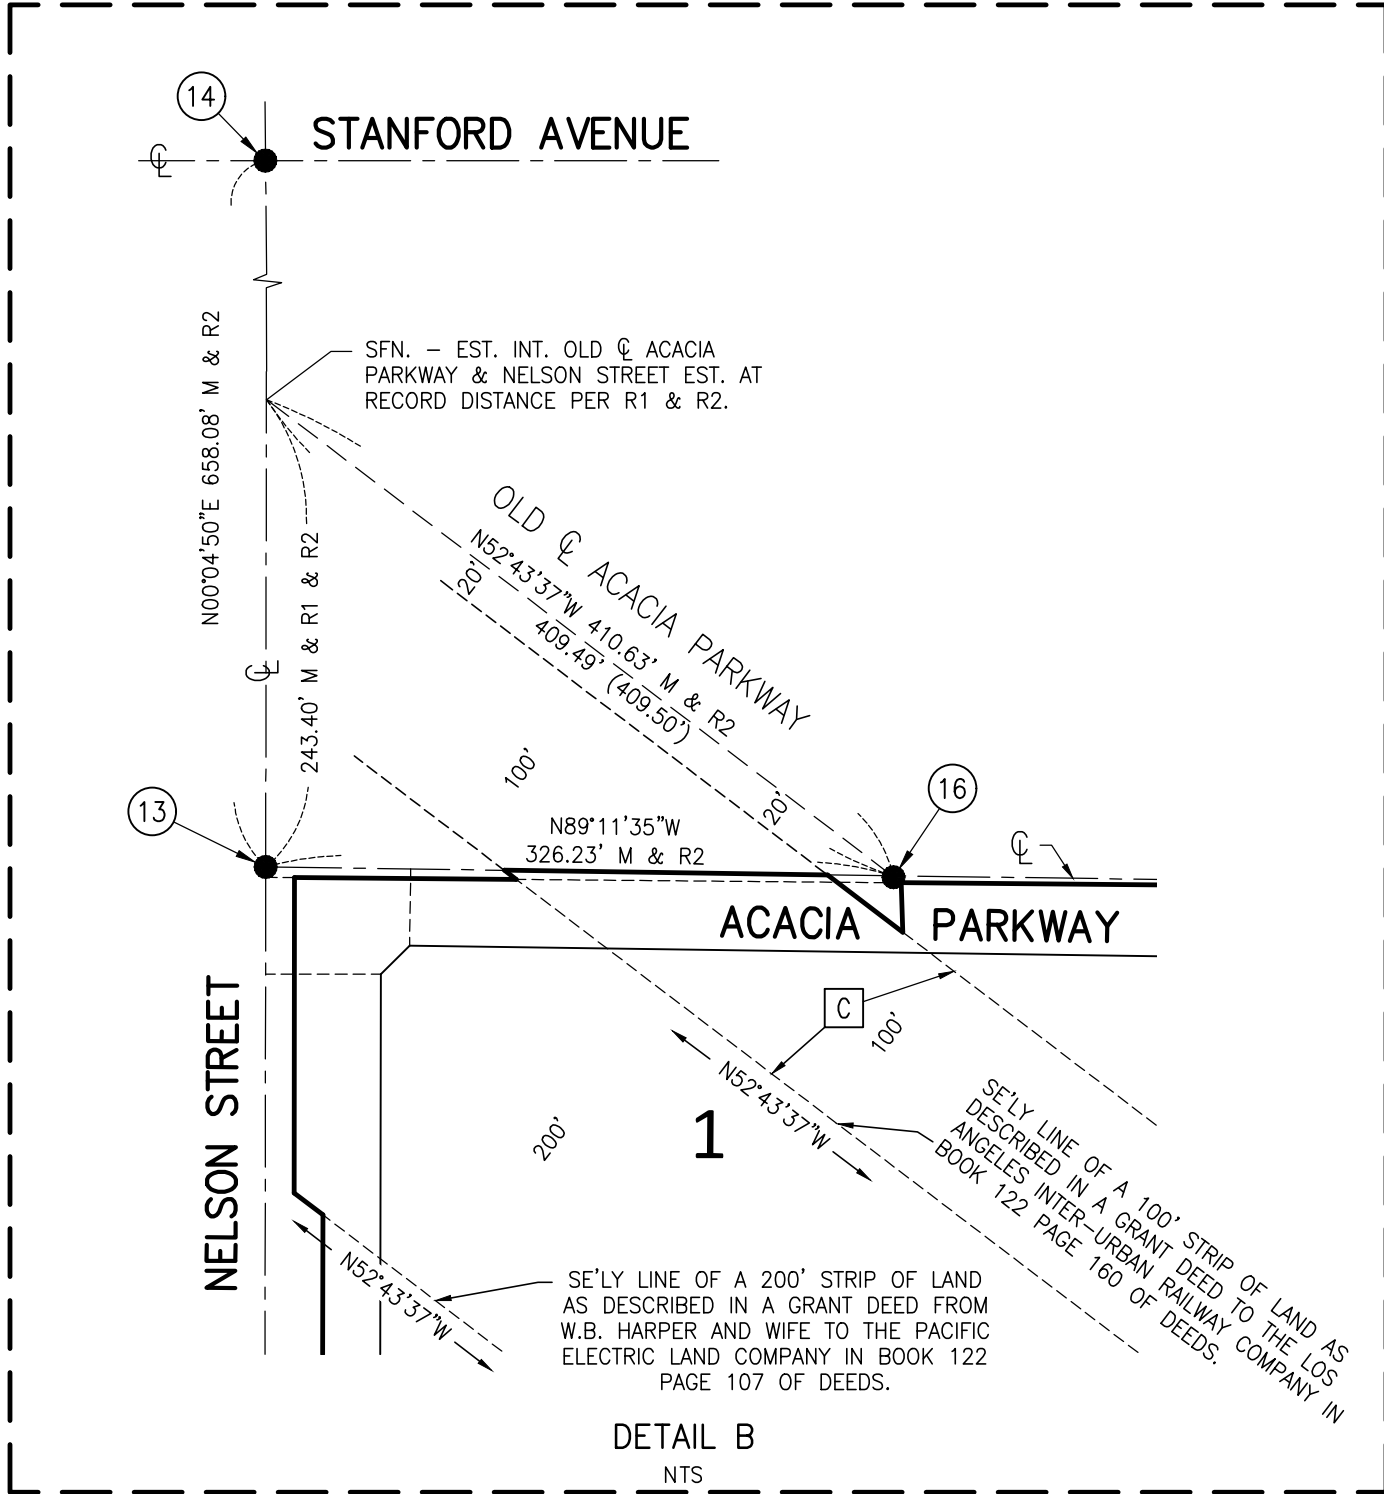 14
STANFORD AVENUE
℄
N00°04'50"E 658.08' M & R2
SFN. – EST. INT. OLD ℄ ACACIA
PARKWAY & NELSON STREET EST. AT
RECORD DISTANCE PER R1 & R2.
243.40' M & R1 & R2
℄
OLD ℄ ACACIA PARKWAY
N52°43'37"W 410.63' M & R2
20'
409.49' (409.50')
100'
20'
13
16
N89°11'35"W
326.23' M & R2
℄
ACACIA PARKWAY
NELSON STREET
C
100'
N52°43'37"W
200'
1
SE'LY LINE OF A 100' STRIP OF LAND AS
DESCRIBED IN A GRANT DEED TO THE LOS
ANGELES INTER-URBAN RAILWAY COMPANY IN
BOOK 122 PAGE 160 OF DEEDS.
N52°43'37"W
SE'LY LINE OF A 200' STRIP OF LAND
AS DESCRIBED IN A GRANT DEED FROM
W.B. HARPER AND WIFE TO THE PACIFIC
ELECTRIC LAND COMPANY IN BOOK 122
PAGE 107 OF DEEDS.
DETAIL B
NTS